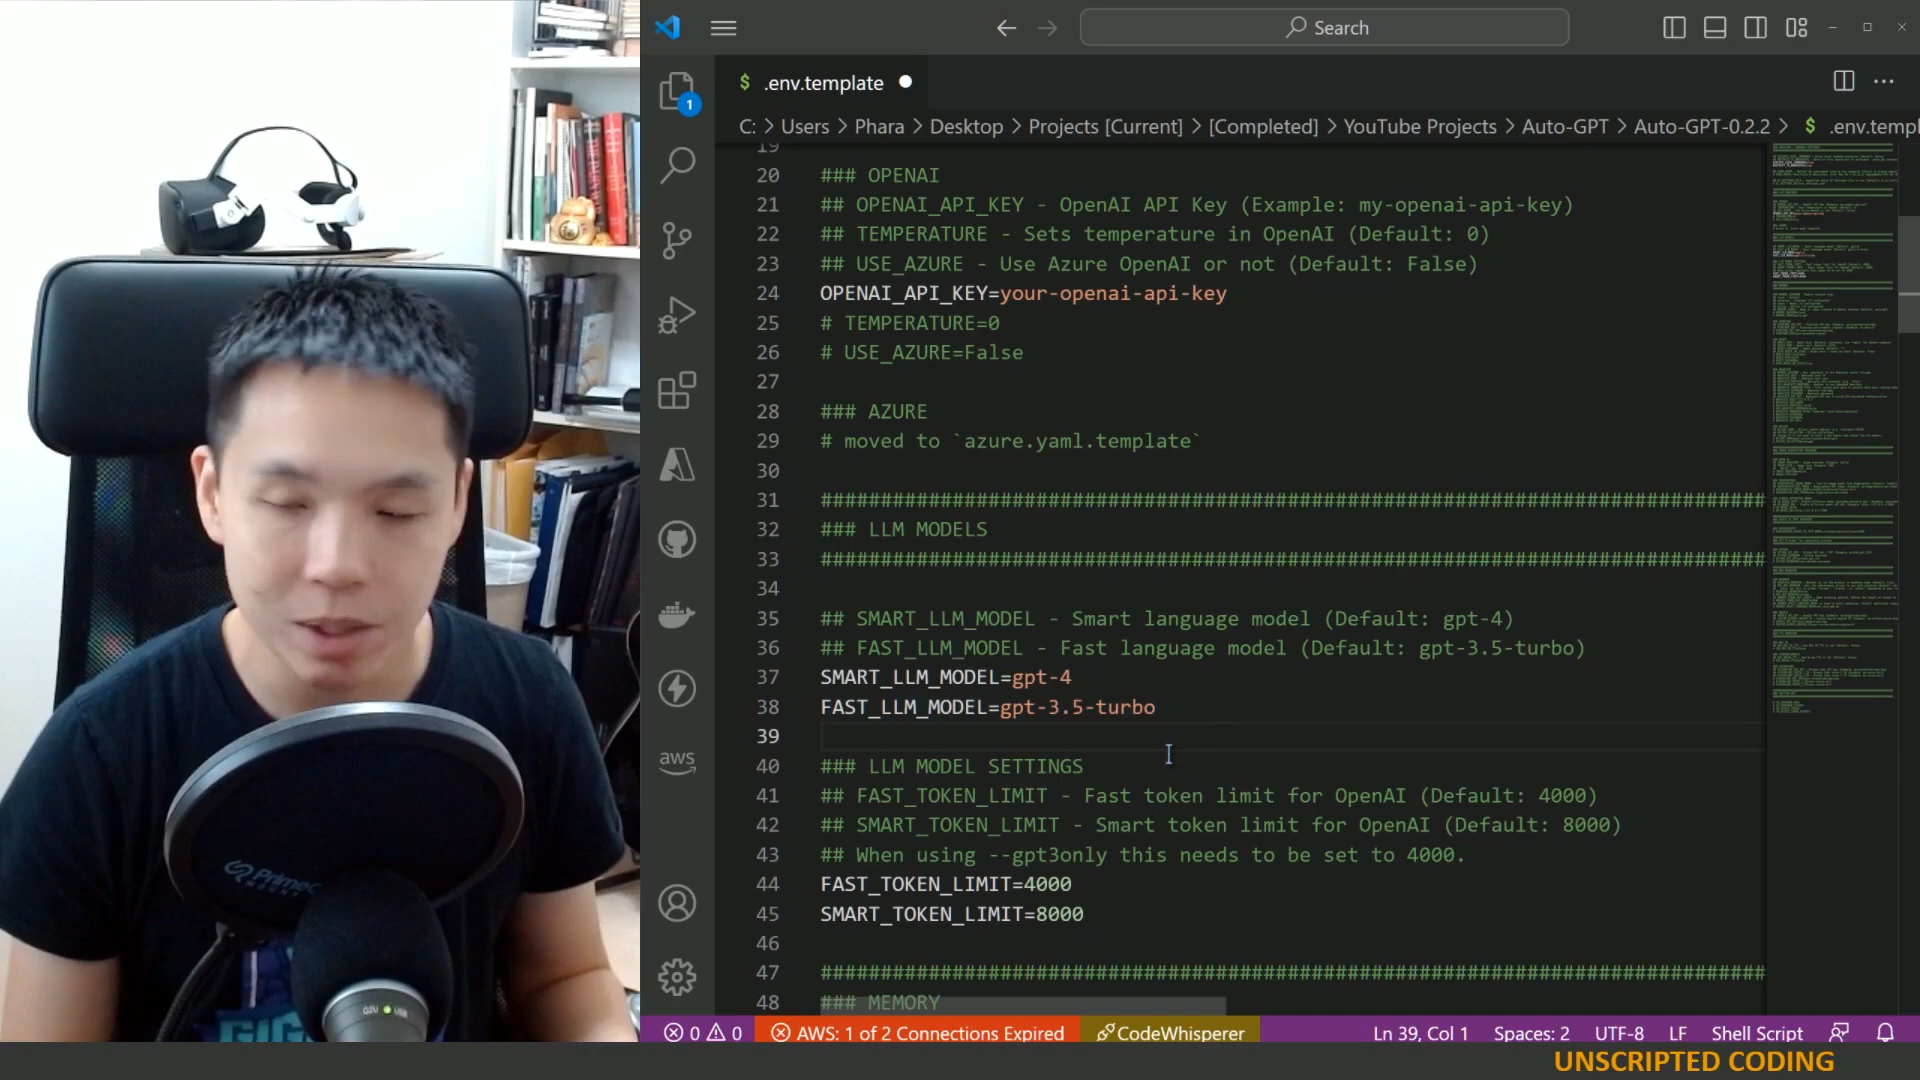 Search
1
$ .env.template
C: > Users > Phara > Desktop > Projects [Current] > [Completed] > YouTube Projects > Auto-GPT > Auto-GPT-0.2.2 > $ .env.templ
19
20 ### OPENAI
21 ## OPENAI_API_KEY - OpenAI API Key (Example: my-openai-api-key)
22 ## TEMPERATURE - Sets temperature in OpenAI (Default: 0)
23 ## USE_AZURE - Use Azure OpenAI or not (Default: False)
24 OPENAI_API_KEY=your-openai-api-key
25 # TEMPERATURE=0
26 # USE_AZURE=False
27
28 ### AZURE
29 # moved to `azure.yaml.template`
30
31 ################################################################################
32 ### LLM MODELS
33 ################################################################################
34
35 ## SMART_LLM_MODEL - Smart language model (Default: gpt-4)
36 ## FAST_LLM_MODEL - Fast language model (Default: gpt-3.5-turbo)
37 SMART_LLM_MODEL=gpt-4
38 FAST_LLM_MODEL=gpt-3.5-turbo
39
40 ### LLM MODEL SETTINGS
41 ## FAST_TOKEN_LIMIT - Fast token limit for OpenAI (Default: 4000)
42 ## SMART_TOKEN_LIMIT - Smart token limit for OpenAI (Default: 8000)
43 ## When using --gpt3only this needs to be set to 4000.
44 FAST_TOKEN_LIMIT=4000
45 SMART_TOKEN_LIMIT=8000
46
47 ################################################################################
48 ### MEMORY
aws
0 0 AWS: 1 of 2 Connections Expired CodeWhisperer Ln 39, Col 1 Spaces: 2 UTF-8 LF Shell Script
UNSCRIPTED CODING